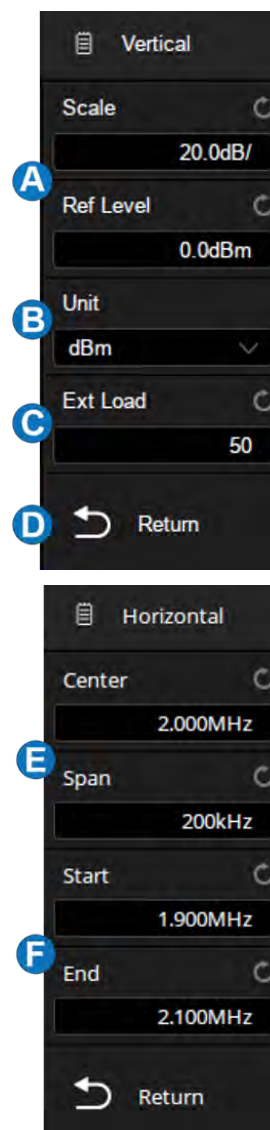 Vertical
Scale
20.0dB/
A
Ref Level
0.0dBm
B
Unit
dBm
C
Ext Load
50
D
Return
Horizontal
Center
2.000MHz
E
Span
200kHz
Start
1.900MHz
F
End
2.100MHz
Return